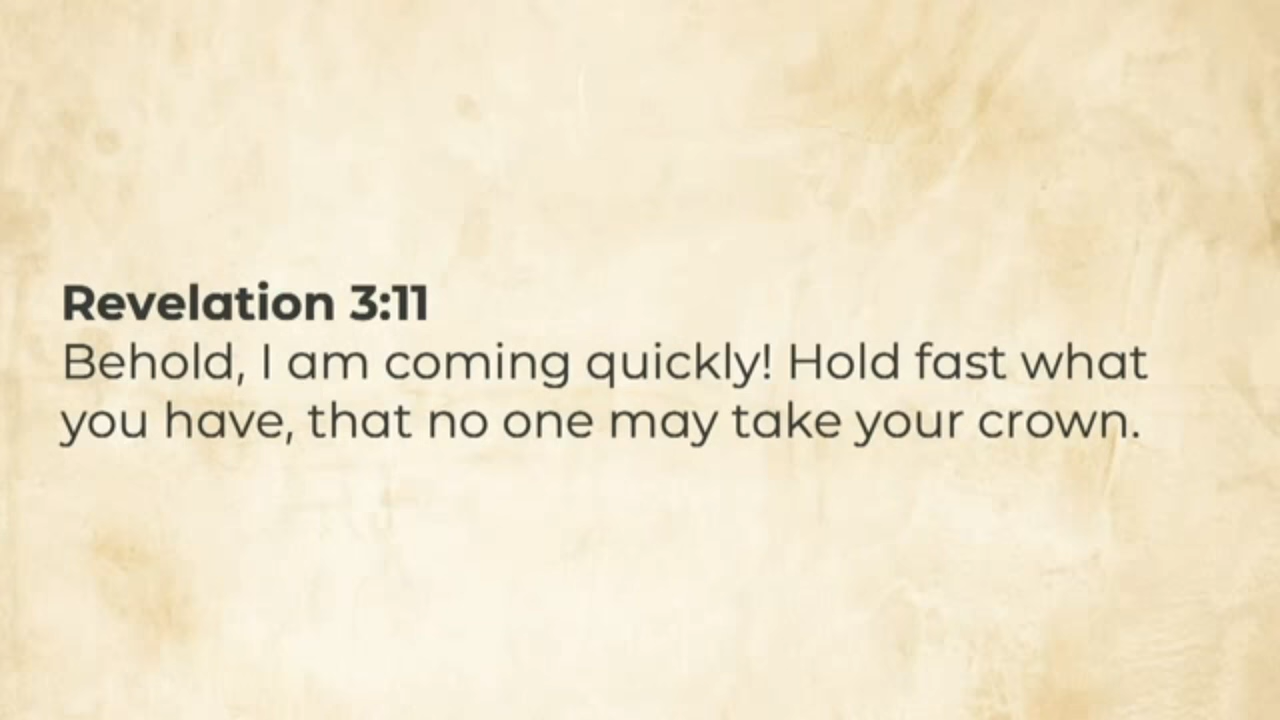 Revelation 3:11
Behold, I am coming quickly! Hold fast what
you have, that no one may take your crown.